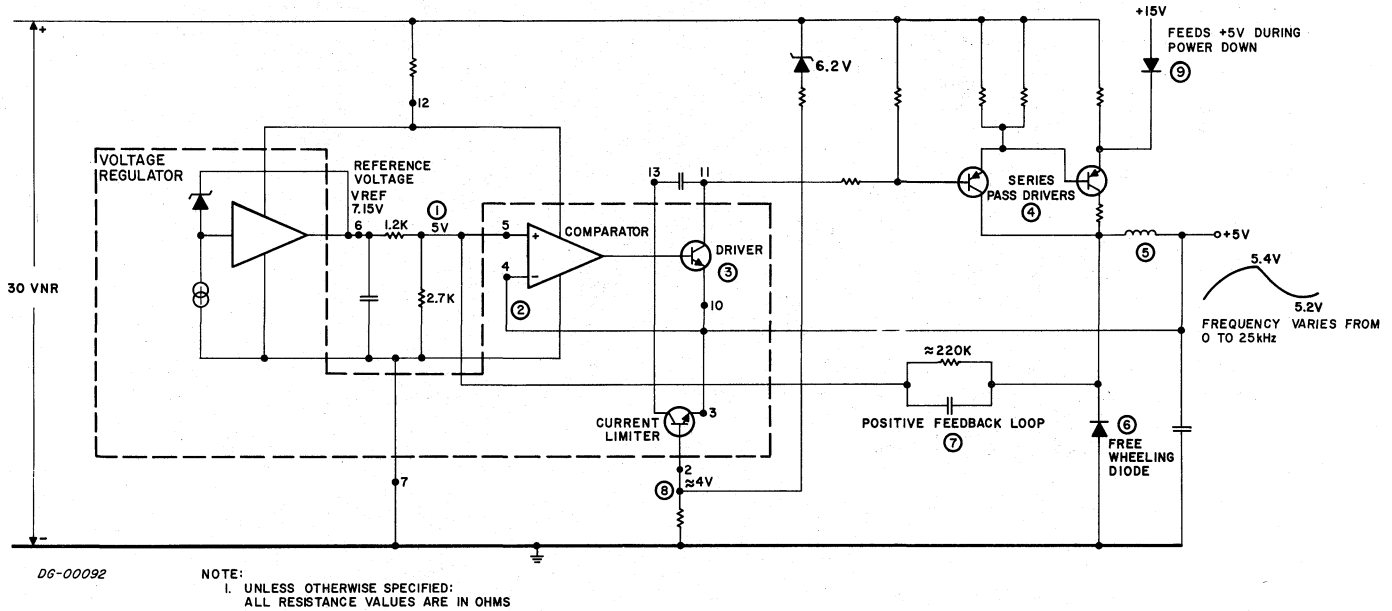 +15V
FEEDS +5V DURING
POWER DOWN
⑨
+
6.2V
12
VOLTAGE
REGULATOR
REFERENCE
VOLTAGE
VREF
7.15V
6
1.2K
①
5V
13
11
SERIES
PASS DRIVERS
④
5
+
COMPARATOR
DRIVER
③
4
−
②
2.7K
10
⑤
+5V
5.4V
5.2V
FREQUENCY VARIES FROM
0 TO 25kHz
30 VNR
≈220K
POSITIVE FEEDBACK LOOP
⑦
CURRENT
LIMITER
3
⑥
FREE
WHEELING
DIODE
2
⑧
≈4V
7
−
DG-00092
NOTE:
1. UNLESS OTHERWISE SPECIFIED:
ALL RESISTANCE VALUES ARE IN OHMS